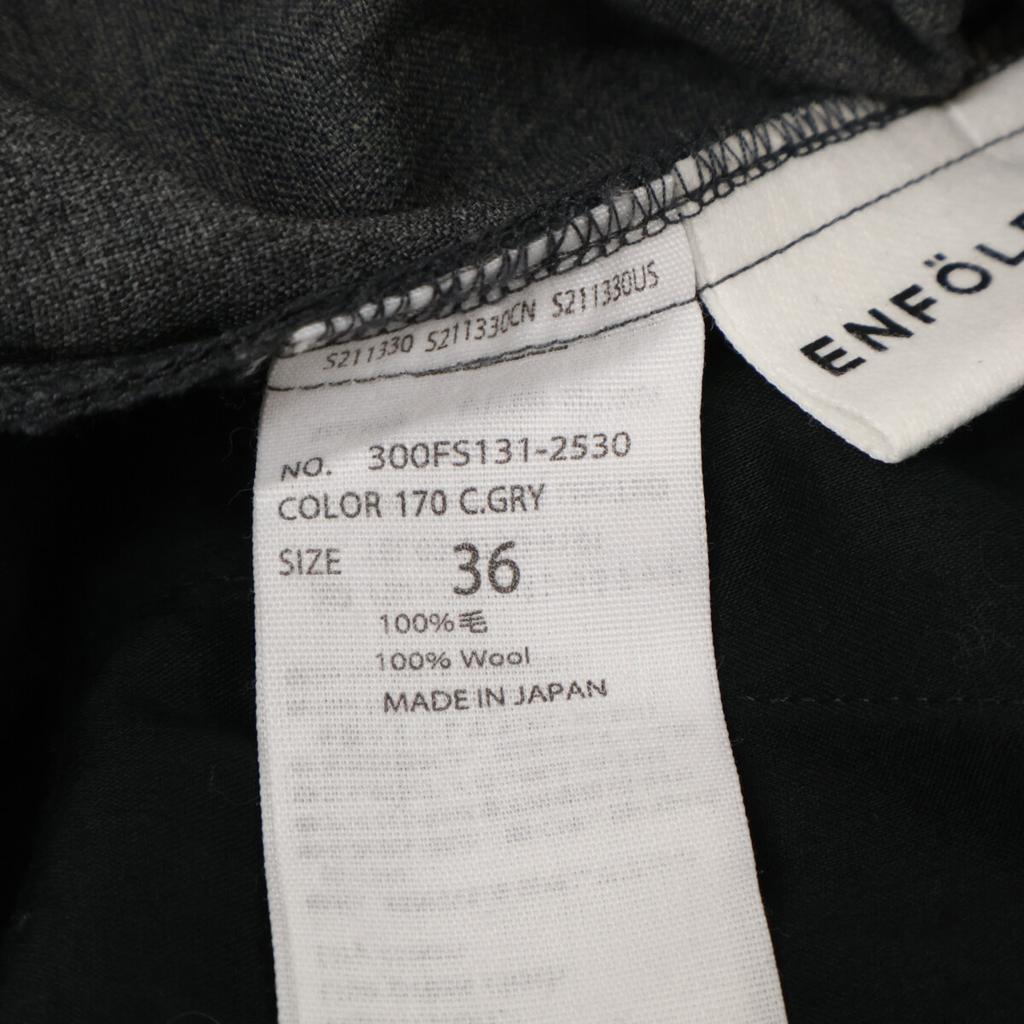 S211330 S211330CN S211330US
ENFÖL
NO. 300FS131-2530
COLOR 170 C.GRY
SIZE 36
100%毛
100% Wool
MADE IN JAPAN